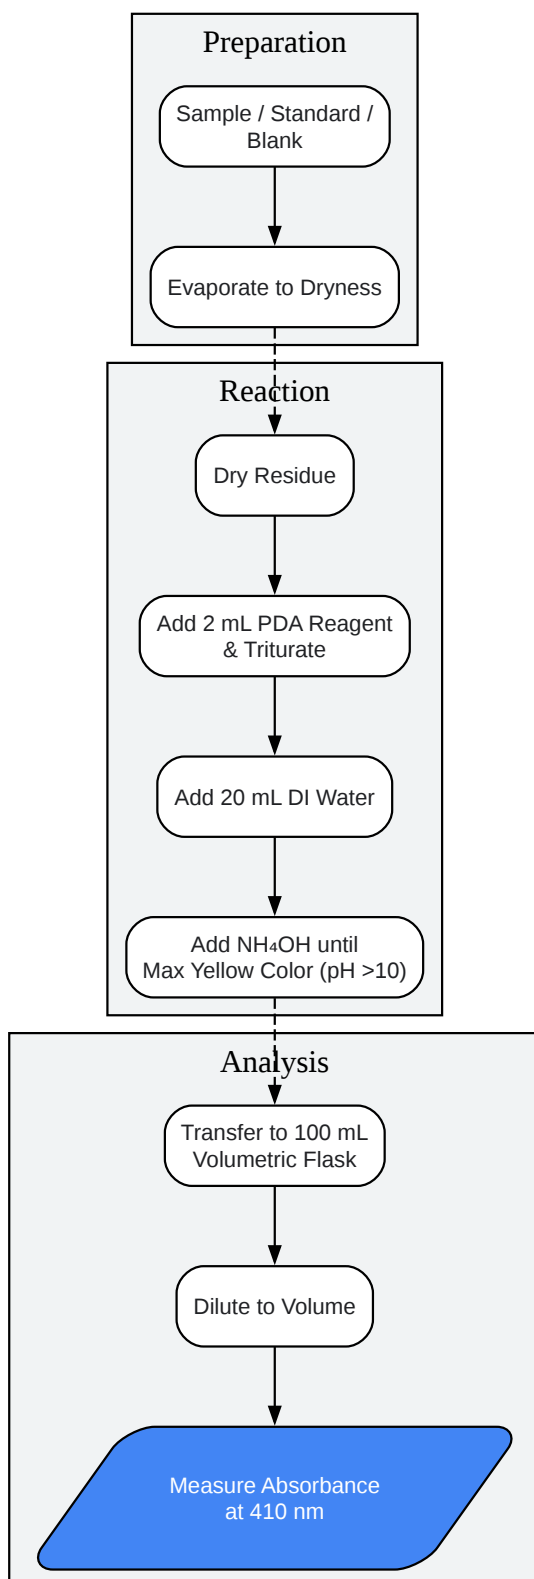 Preparation
Sample / Standard /
Blank
Evaporate to Dryness
Reaction
Dry Residue
Add 2 mL PDA Reagent
& Triturate
Add 20 mL DI Water
Add NH₄OH until
Max Yellow Color (pH >10)
Analysis
Transfer to 100 mL
Volumetric Flask
Dilute to Volume
Measure Absorbance
at 410 nm